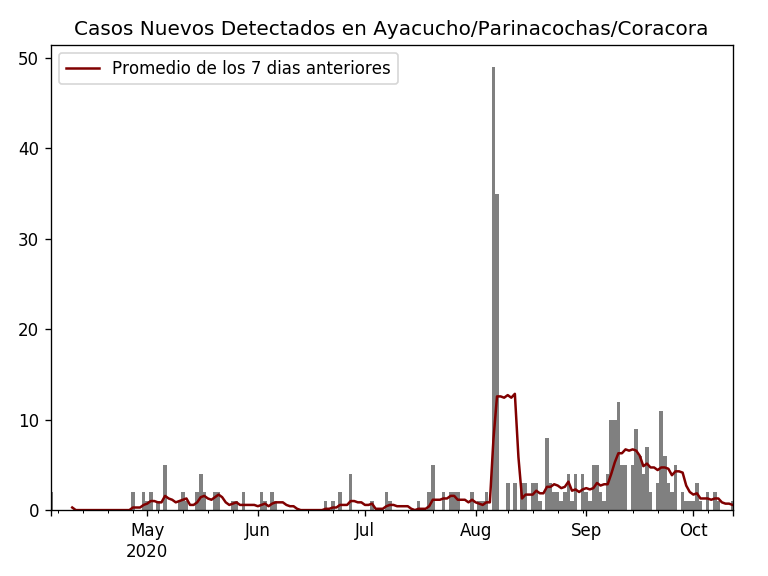 Casos Nuevos Detectados en Ayacucho/Parinacochas/Coracora
Promedio de los 7 dias anteriores
50
40
30
20
10
0
May Jun Jul Aug Sep Oct
2020